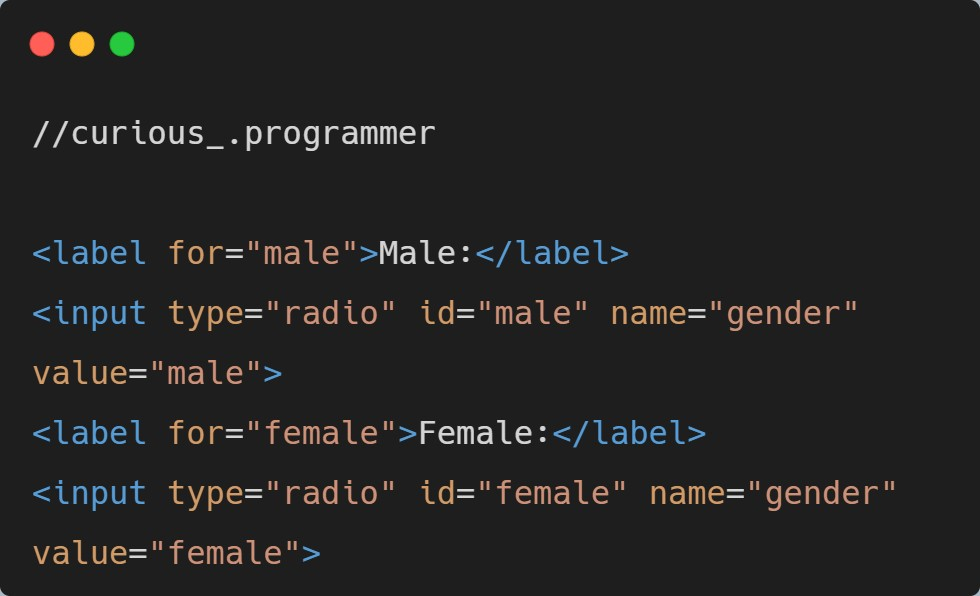 //curious_.programmer
<label for="male">Male:</label>
<input type="radio" id="male" name="gender"
value="male">
<label for="female">Female:</label>
<input type="radio" id="female" name="gender"
value="female">